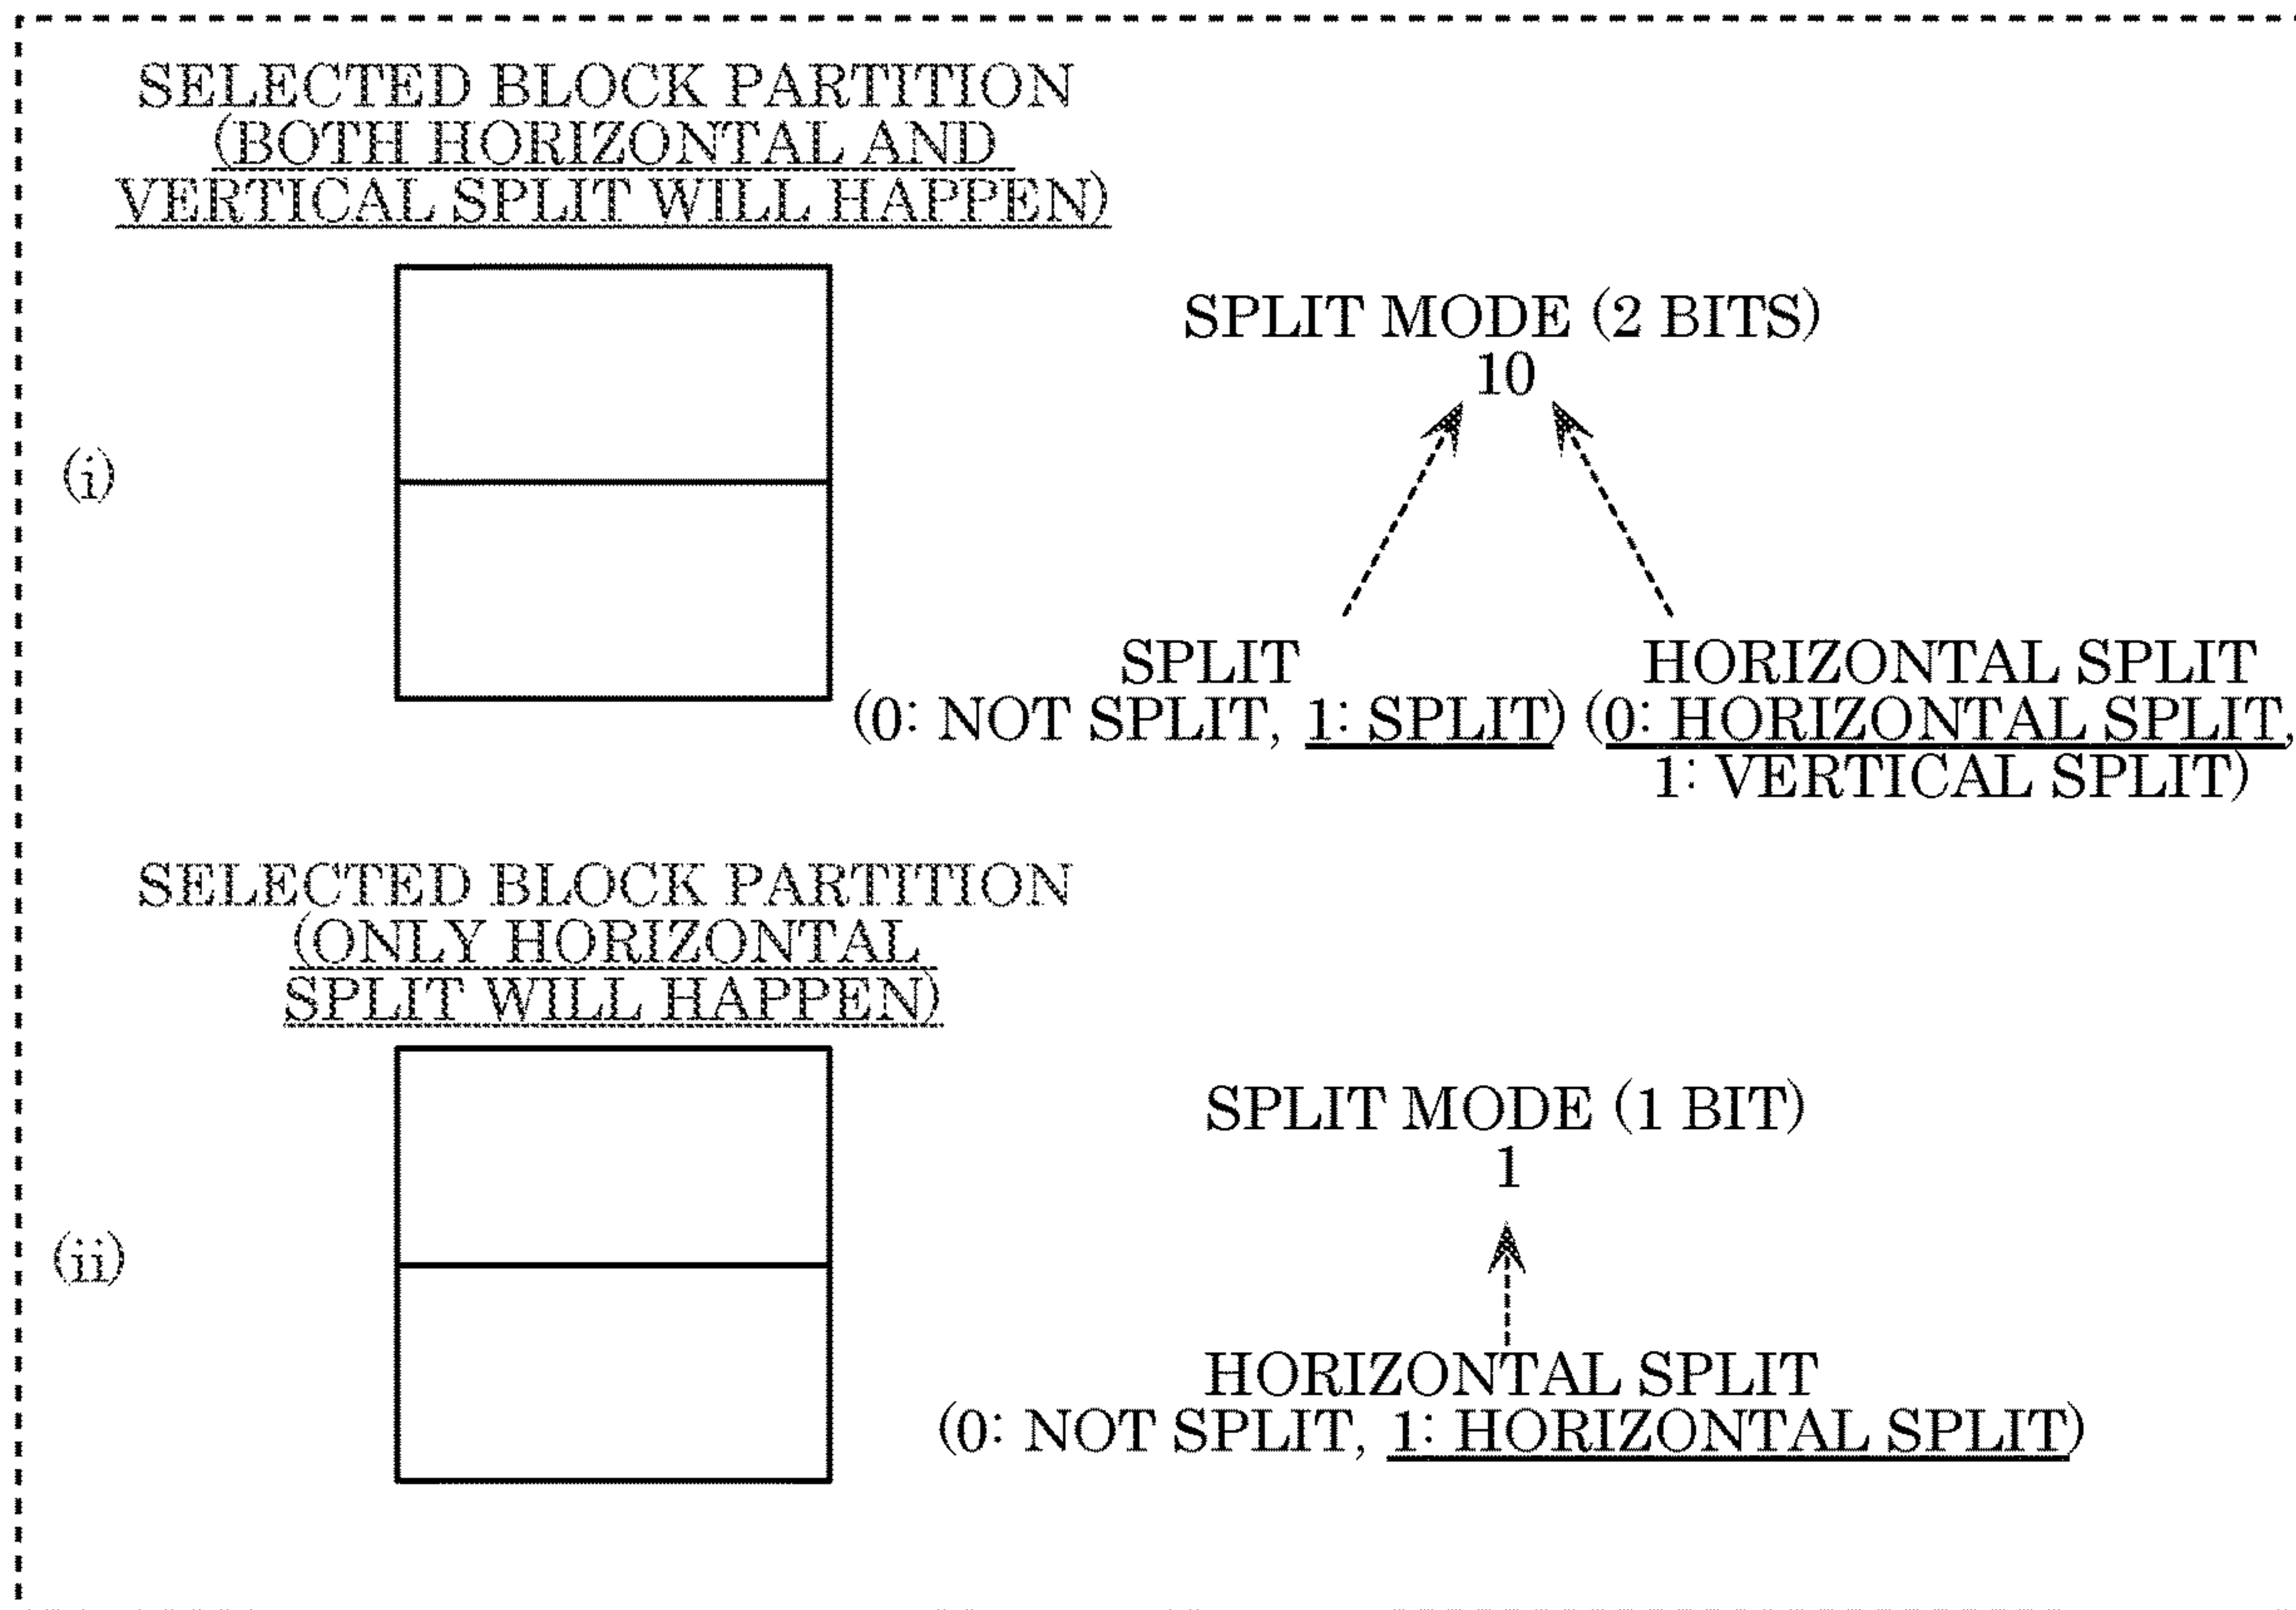 SELECTED BLOCK PARTITION
(BOTH HORIZONTAL AND
VERTICAL SPLIT WILL HAPPEN)
(i)
SPLIT MODE (2 BITS)
10
SPLIT
(0: NOT SPLIT, 1: SPLIT)
HORIZONTAL SPLIT
(0: HORIZONTAL SPLIT,
1: VERTICAL SPLIT)
SELECTED BLOCK PARTITION
(ONLY HORIZONTAL
SPLIT WILL HAPPEN)
(ii)
SPLIT MODE (1 BIT)
1
HORIZONTAL SPLIT
(0: NOT SPLIT, 1: HORIZONTAL SPLIT)